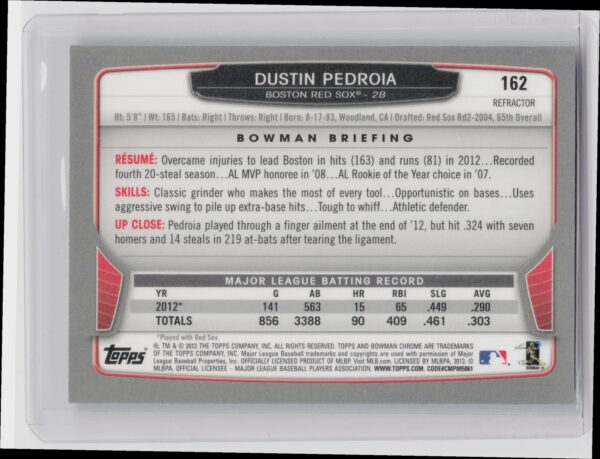 DUSTIN PEDROIA
BOSTON RED SOX® - 2B
162
REFRACTOR
Ht: 5'8" | Wt: 165 | Bats: Right | Throws: Right | Born: 8-17-83, Woodland, CA | Drafted: Red Sox Rd2-2004, 65th Overall
BOWMAN BRIEFING
RÉSUMÉ: Overcame injuries to lead Boston in hits (163) and runs (81) in 2012...Recorded
fourth 20-steal season...AL MVP honoree in '08...AL Rookie of the Year choice in '07.
SKILLS: Classic grinder who makes the most of every tool...Opportunistic on bases...Uses
aggressive swing to pile up extra-base hits...Tough to whiff...Athletic defender.
UP CLOSE: Pedroia played through a finger ailment at the end of '12, but hit .324 with seven
homers and 14 steals in 219 at-bats after tearing the ligament.
MAJOR LEAGUE BATTING RECORD
YR G AB HR RBI SLG AVG
2012* 141 563 15 65 .449 .290
TOTALS 856 3388 90 409 .461 .303
*Played with Red Sox
®, TM & © 2013 THE TOPPS COMPANY, INC. ALL RIGHTS RESERVED. TOPPS AND BOWMAN CHROME ARE TRADEMARKS
OF THE TOPPS COMPANY, INC. Major League Baseball trademarks and copyrights are used with permission of Major
League Baseball Properties, Inc. OFFICIALLY LICENSED PRODUCT OF MLBP. Visit MLB.com. LICENSED BY MLBPA, 2013. ©
MLBPA. OFFICIAL LICENSEE – MAJOR LEAGUE BASEBALL PLAYERS ASSOCIATION. WWW.TOPPS.COM. CODE#CMP005061
topps